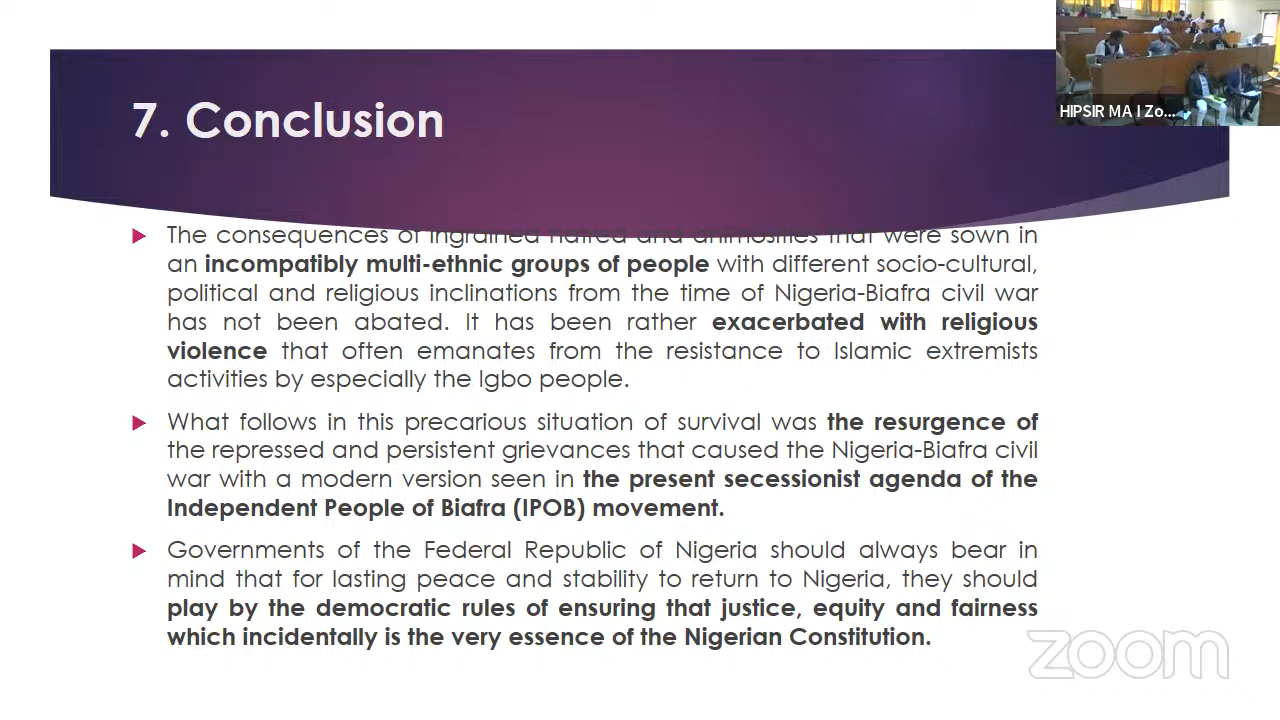 7. Conclusion
HIPSIR MA I Zo...
The consequences of ingrained hatred and animosities that were sown in
an incompatibly multi-ethnic groups of people with different socio-cultural,
political and religious inclinations from the time of Nigeria-Biafra civil war
has not been abated. It has been rather exacerbated with religious
violence that often emanates from the resistance to Islamic extremists
activities by especially the Igbo people.
What follows in this precarious situation of survival was the resurgence of
the repressed and persistent grievances that caused the Nigeria-Biafra civil
war with a modern version seen in the present secessionist agenda of the
Independent People of Biafra (IPOB) movement.
Governments of the Federal Republic of Nigeria should always bear in
mind that for lasting peace and stability to return to Nigeria, they should
play by the democratic rules of ensuring that justice, equity and fairness
which incidentally is the very essence of the Nigerian Constitution.
zoom